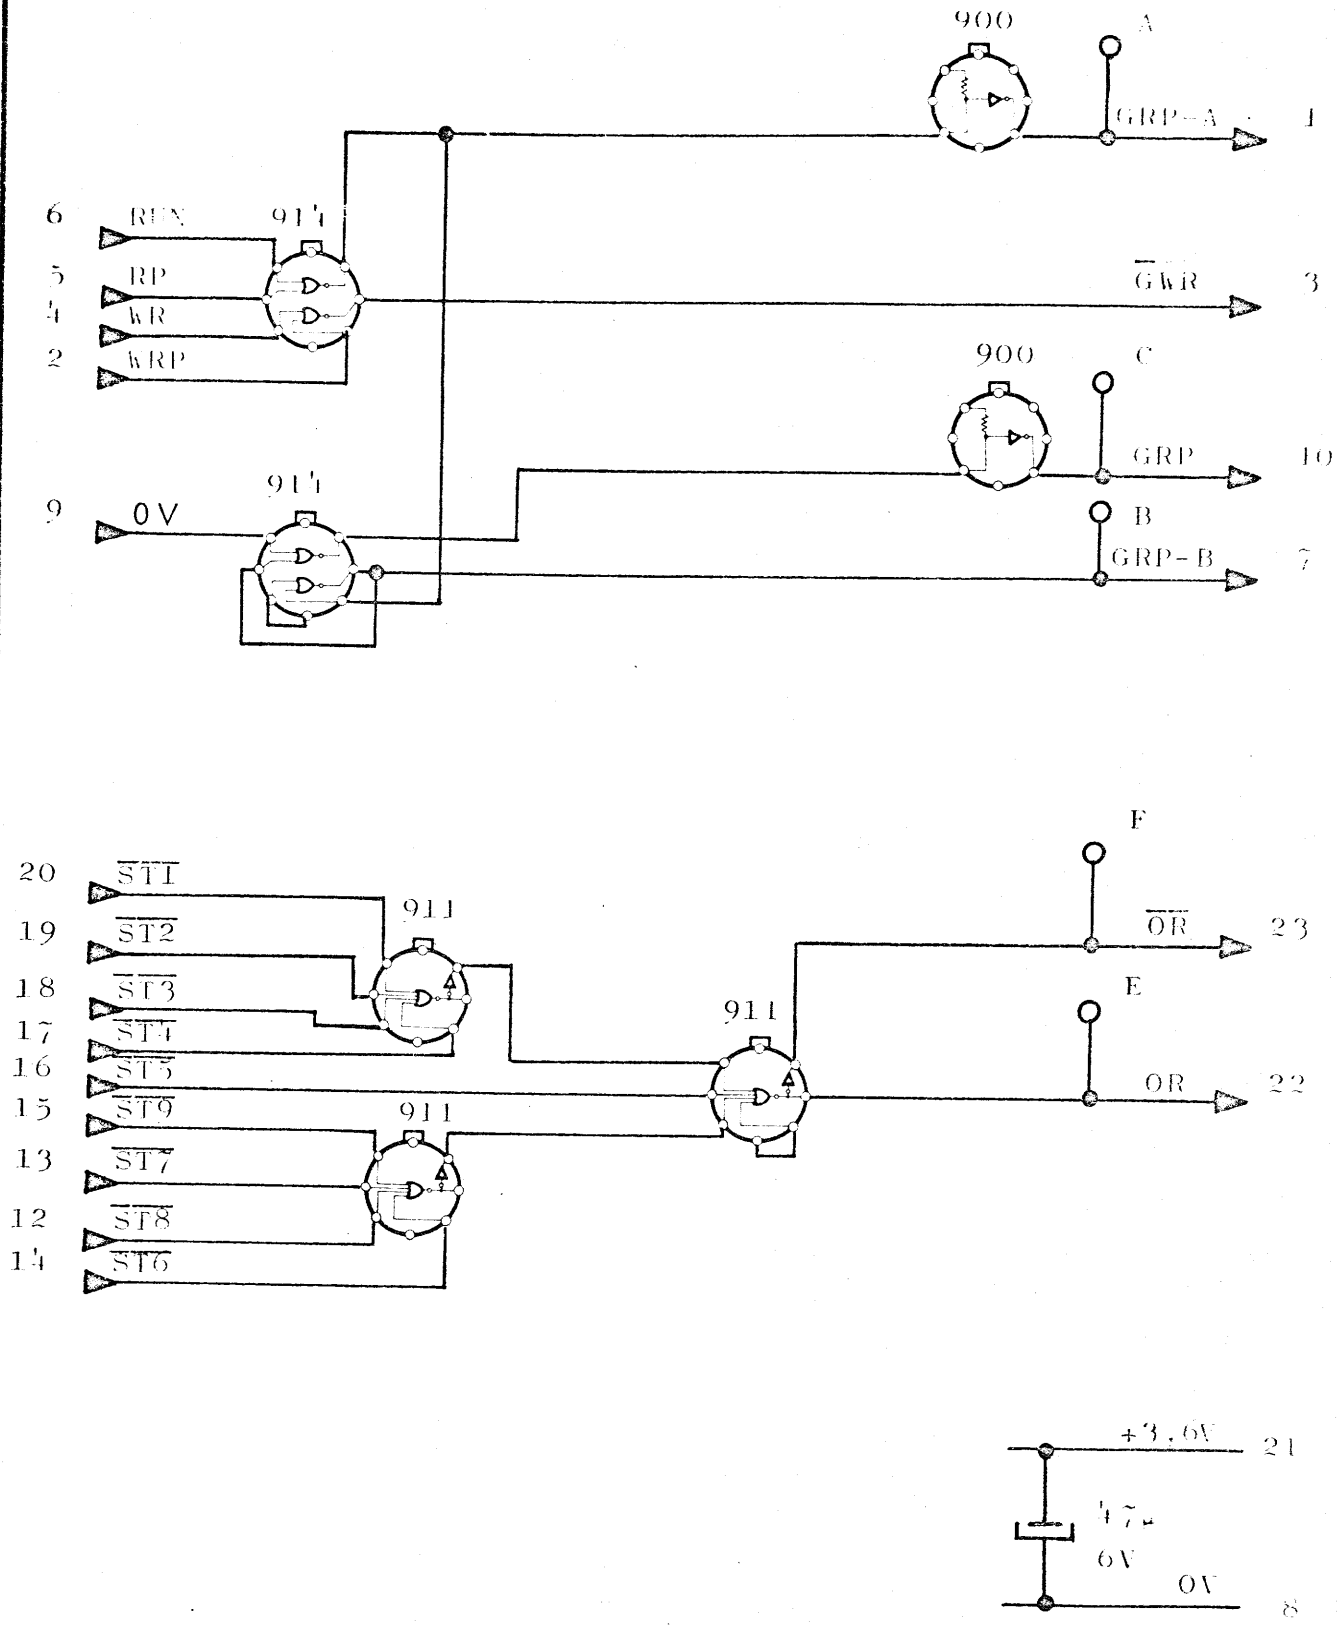 900
A
GRP-A
1
6
RUN
914
5
RP
4
WR
2
WRP
GWR
3
900
C
GRP
10
9
0V
914
B
GRP-B
7
F
20
ST1
911
19
ST2
OR
23
18
ST3
17
ST4
16
ST5
911
E
OR
22
15
ST9
911
13
ST7
12
ST8
14
ST6
+3.6V
21
47µ
6V
0V
8